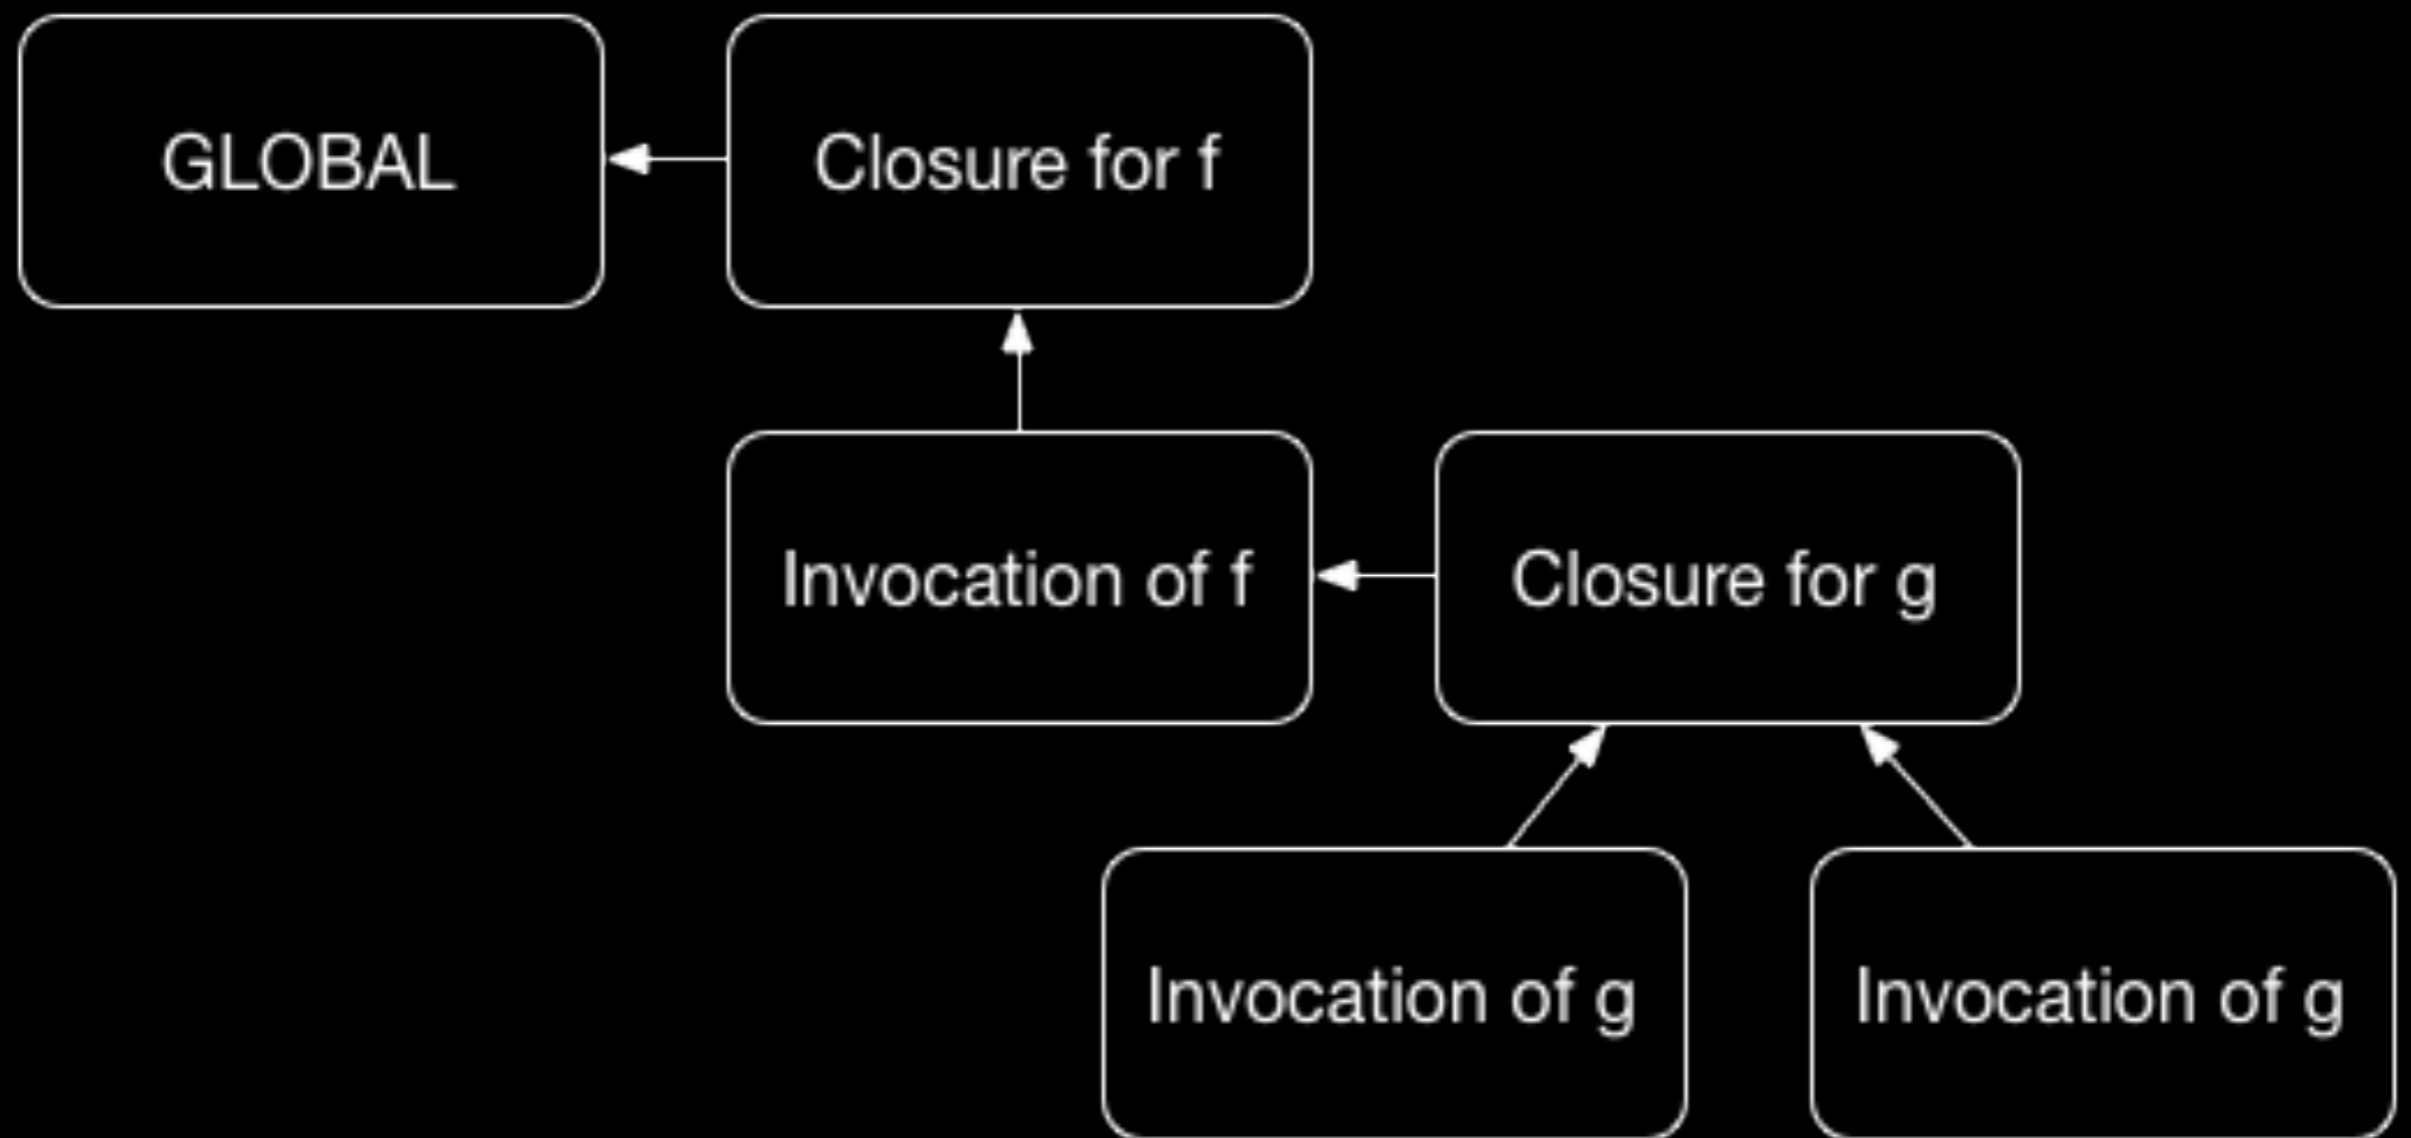 GLOBAL
Closure for f
Invocation of f
Closure for g
Invocation of g
Invocation of g